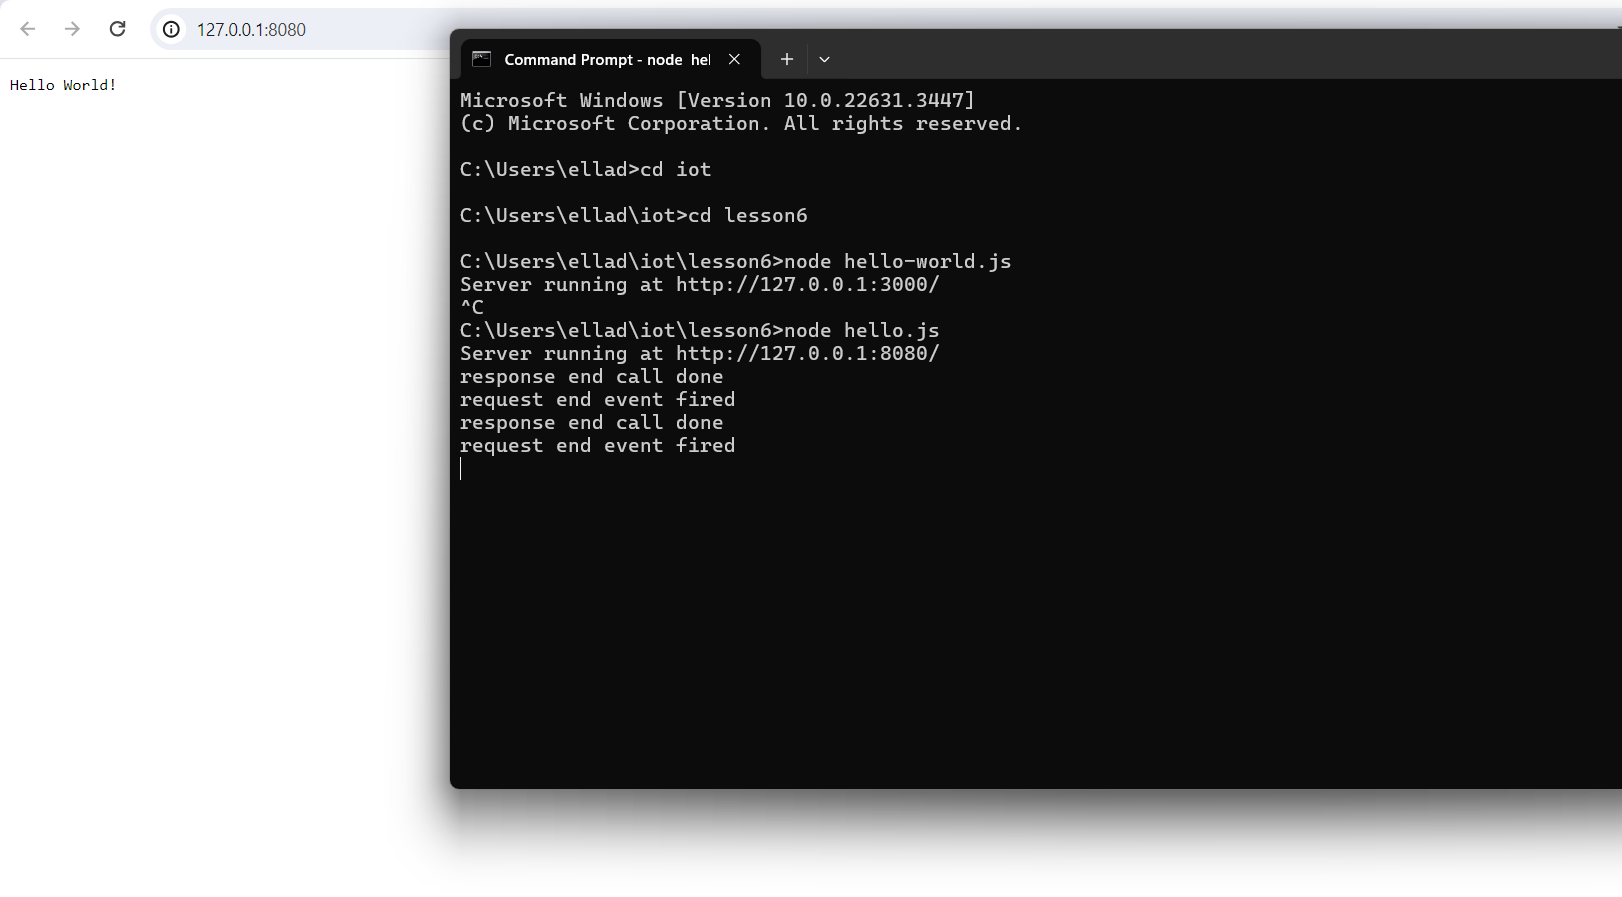 127.0.0.1:8080
Hello World!
Command Prompt - node hel
Microsoft Windows [Version 10.0.22631.3447]
(c) Microsoft Corporation. All rights reserved.
C:\Users\ellad>cd iot
C:\Users\ellad\iot>cd lesson6
C:\Users\ellad\iot\lesson6>node hello-world.js
Server running at http://127.0.0.1:3000/
^C
C:\Users\ellad\iot\lesson6>node hello.js
Server running at http://127.0.0.1:8080/
response end call done
request end event fired
response end call done
request end event fired